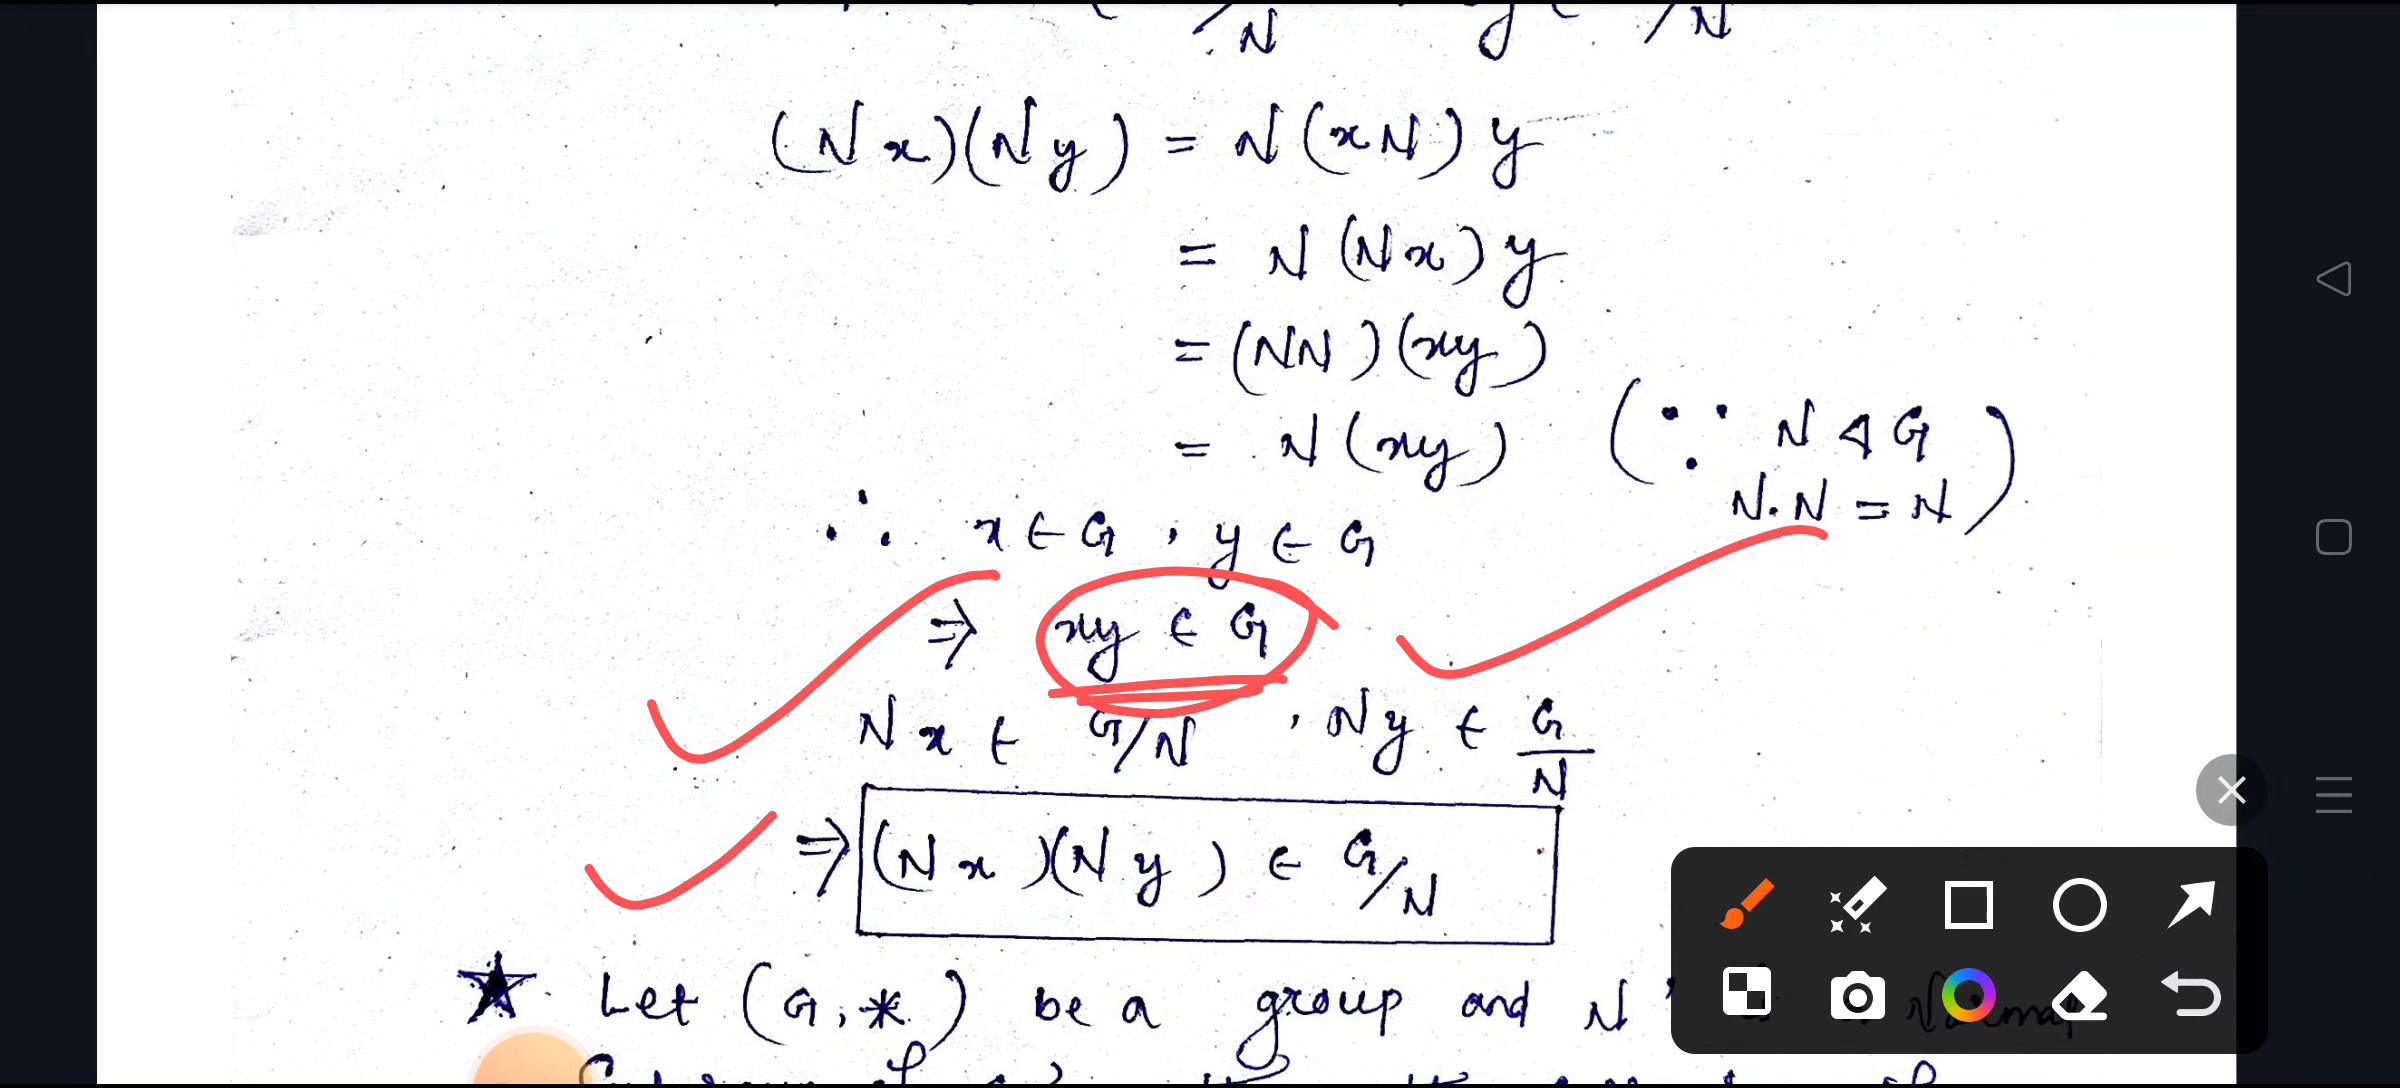 N N
(Nx)(Ny) = N(xN)y
= N(Nx)y
= (NN)(xy)
= N(xy) (∵ N ⊲ G
N.N = N)
∴ x ∈ G, y ∈ G
⇒ xy ∈ G
Nx ∈ G/N, Ny ∈ G/N
⇒ (Nx)(Ny) ∈ G/N
★ Let (G, *) be a group and N'